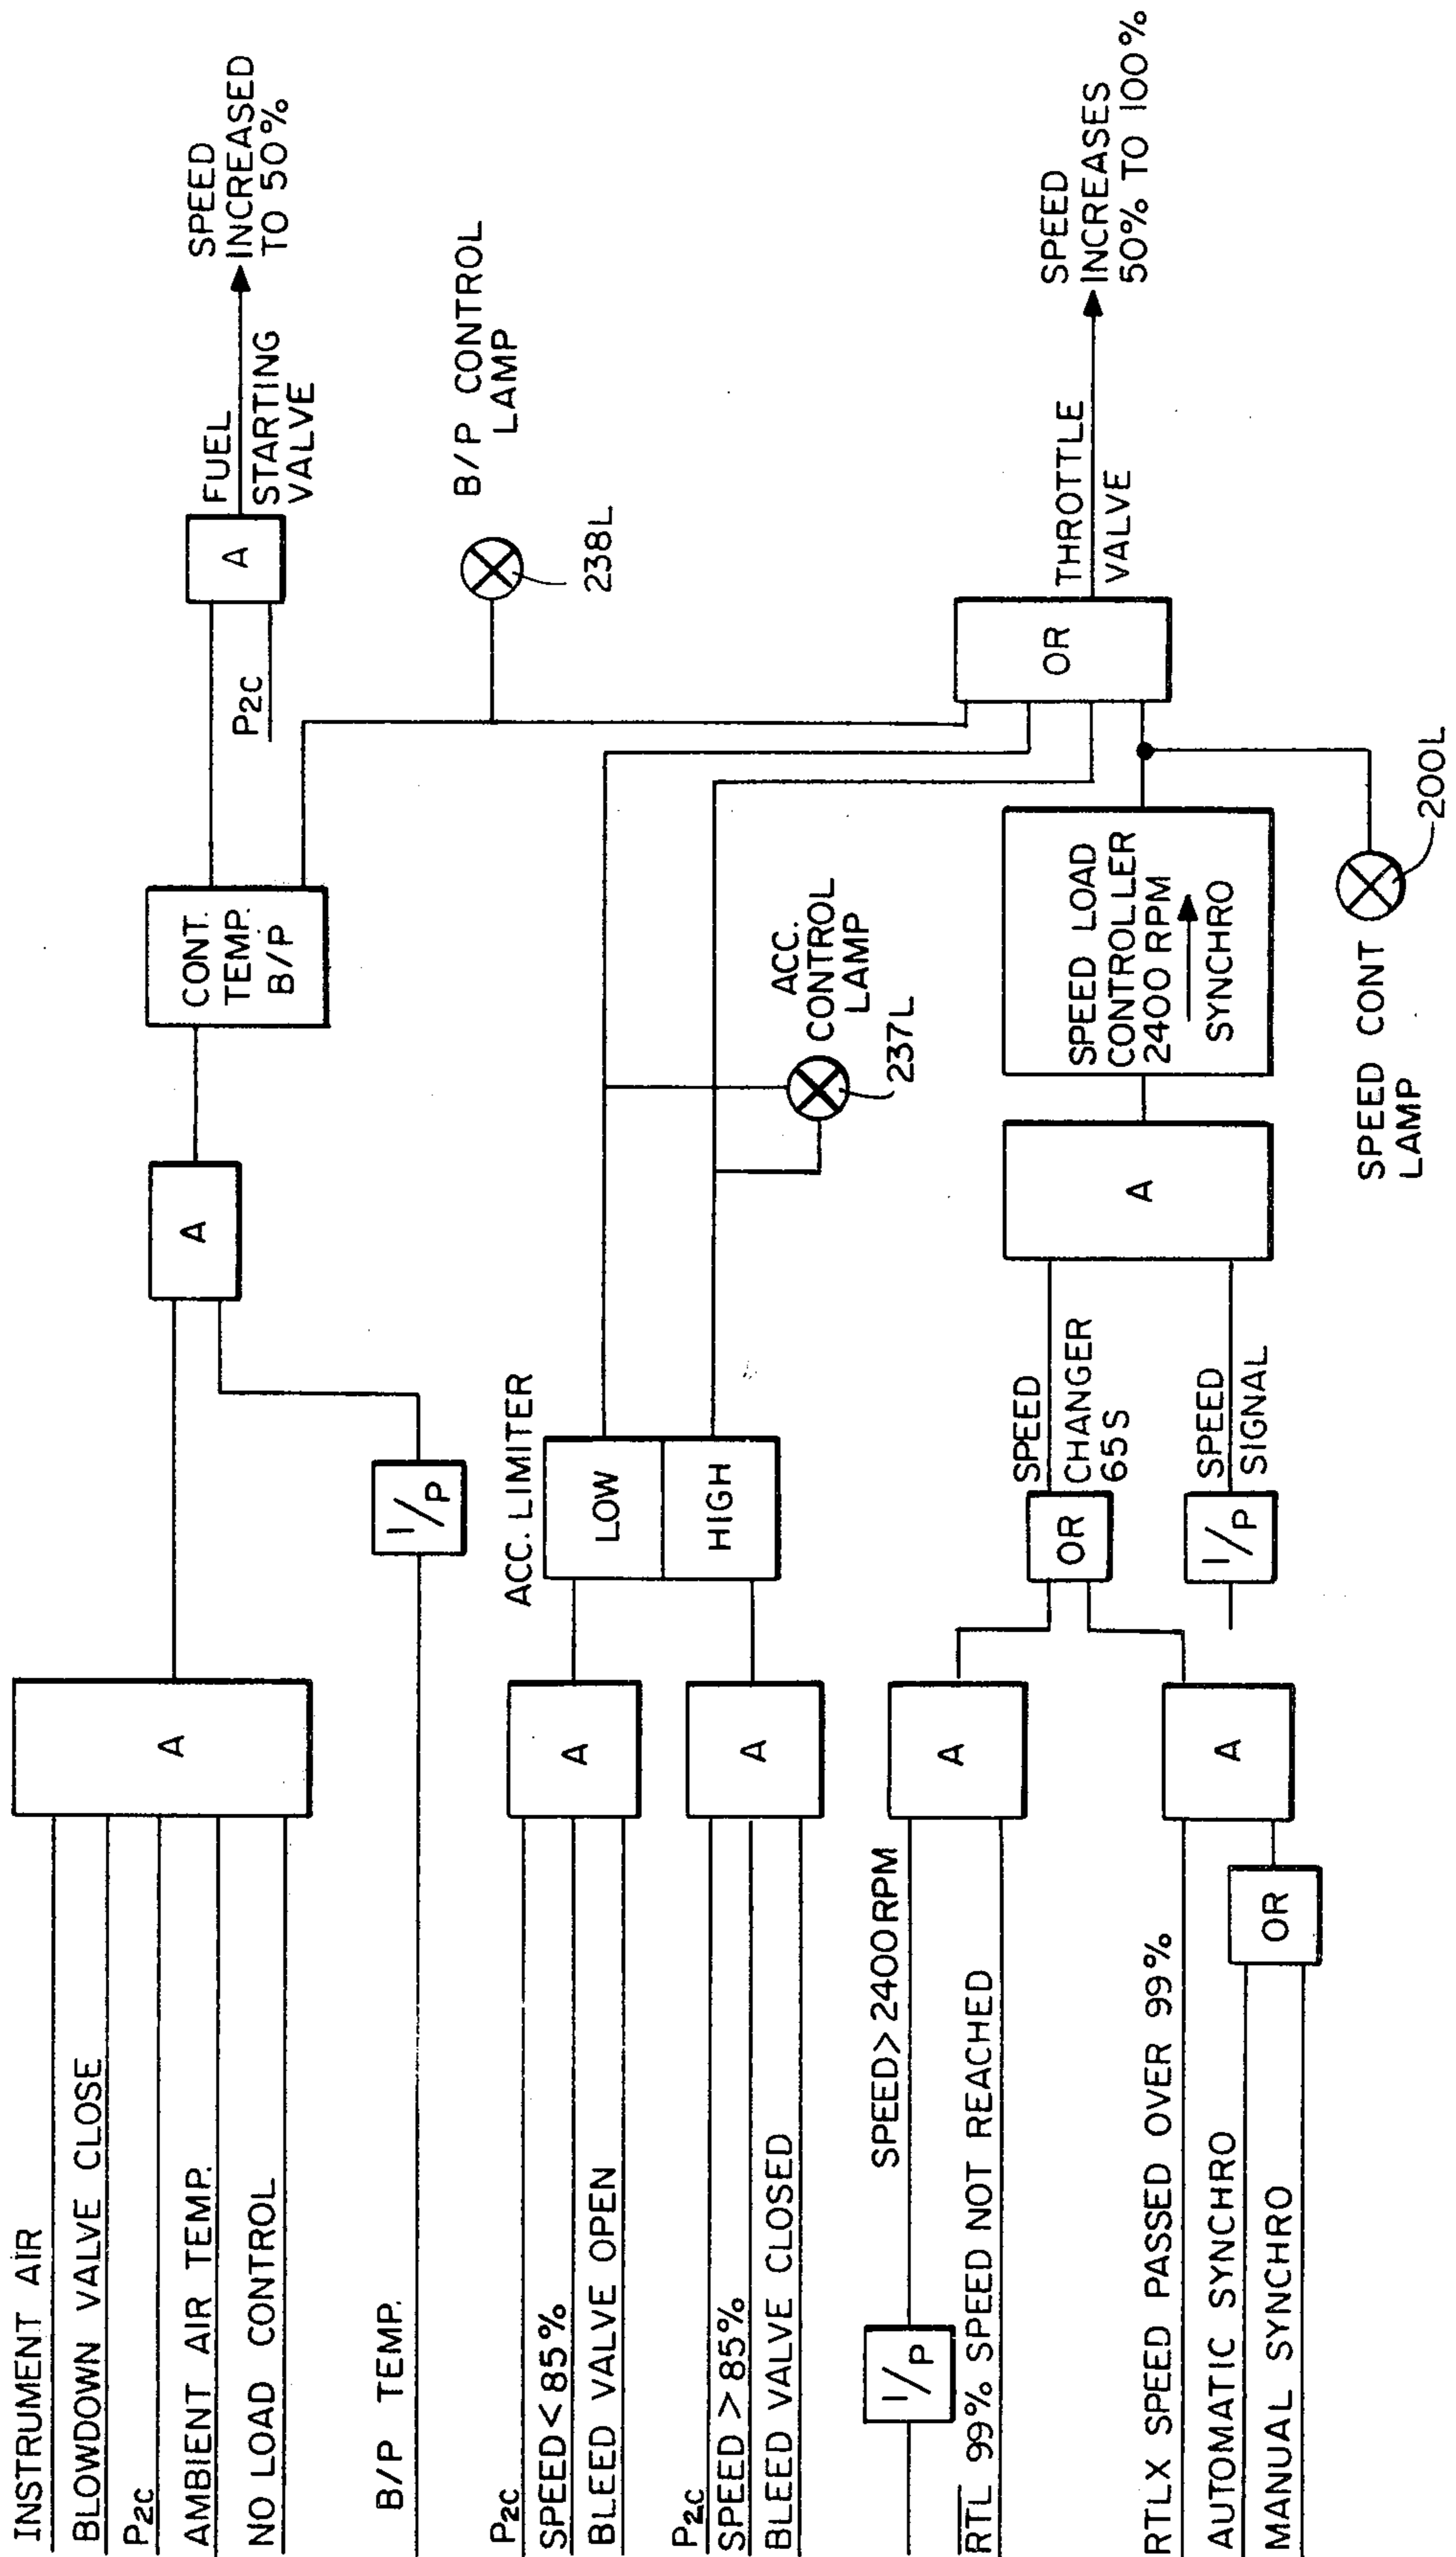 INSTRUMENT AIR
BLOWDOWN VALVE CLOSE
P2C
AMBIENT AIR TEMP.
NO LOAD CONTROL
A
B/P TEMP.
I/P
A
CONT.
TEMP.
B/P
P2C
A
FUEL
STARTING
VALVE
SPEED
INCREASED
TO 50%
B/P CONTROL
LAMP
238L
P2C
SPEED < 85%
BLEED VALVE OPEN
A
P2C
SPEED > 85%
BLEED VALVE CLOSED
A
ACC. LIMITER
LOW
HIGH
ACC.
CONTROL
LAMP
237L
I/P
SPEED > 2400 RPM
RTL 99% SPEED NOT REACHED
A
RTLX SPEED PASSED OVER 99%
AUTOMATIC SYNCHRO
MANUAL SYNCHRO
OR
A
OR
SPEED
CHANGER
65S
I/P
SPEED
SIGNAL
A
SPEED LOAD
CONTROLLER
2400 RPM
SYNCHRO
SPEED CONT
LAMP
200L
OR
THROTTLE
VALVE
SPEED
INCREASES
50% TO 100%